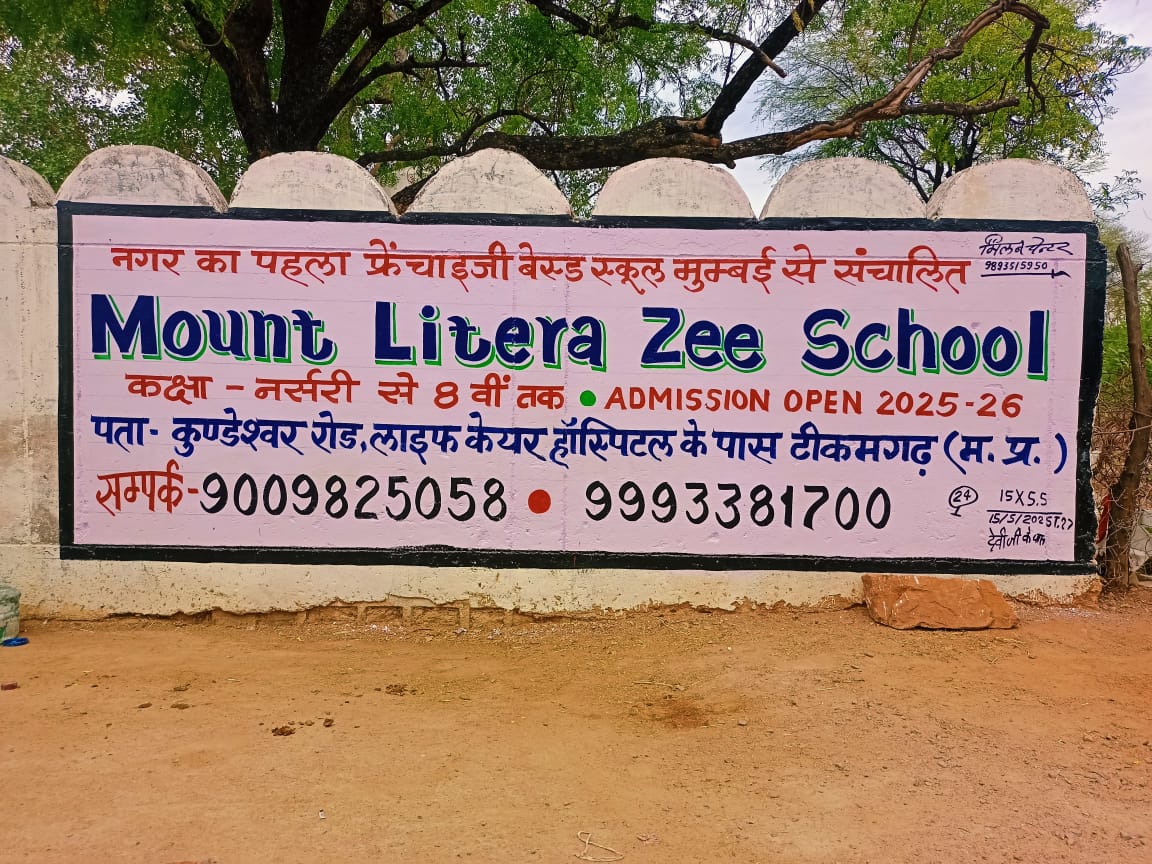 नगर का पहला फ्रेंचाइजी बेस्ड स्कूल मुम्बई से संचालित
9893515950
Mount Litera Zee School
कक्षा - नर्सरी से 8 वीं तक • ADMISSION OPEN 2025-26
पता- कुण्डेश्वर रोड, लाइफ केयर हॉस्पिटल के पास टीकमगढ़ (म. प्र. )
सम्पर्क- 9009825058 • 9993381700
24
15X5.5
15/5/2025